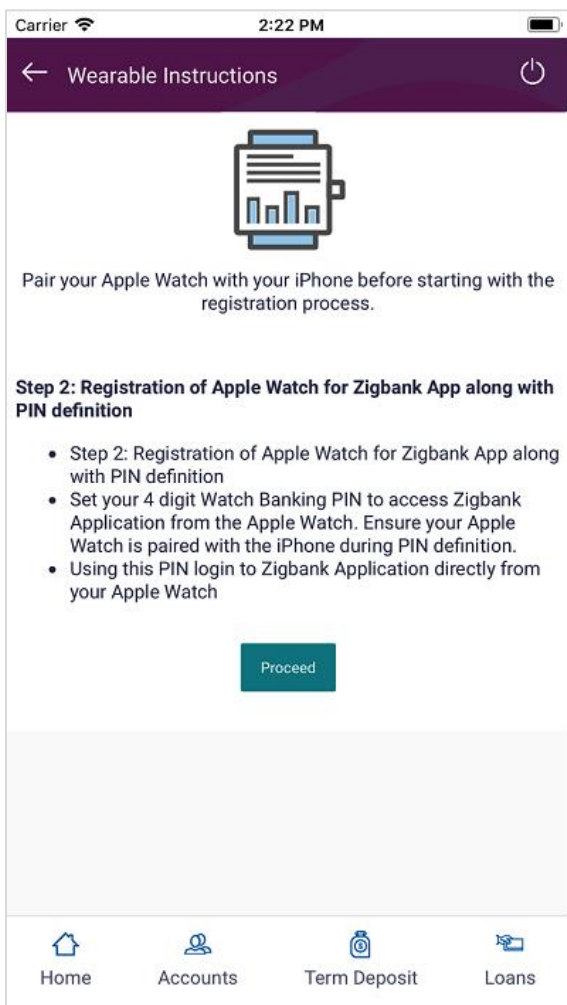 Carrier
2:22 PM
Wearable Instructions
Pair your Apple Watch with your iPhone before starting with the
registration process.
Step 2: Registration of Apple Watch for Zigbank App along with
PIN definition
• Step 2: Registration of Apple Watch for Zigbank App along
with PIN definition
• Set your 4 digit Watch Banking PIN to access Zigbank
Application from the Apple Watch. Ensure your Apple
Watch is paired with the iPhone during PIN definition.
• Using this PIN login to Zigbank Application directly from
your Apple Watch
Proceed
Home Accounts Term Deposit Loans